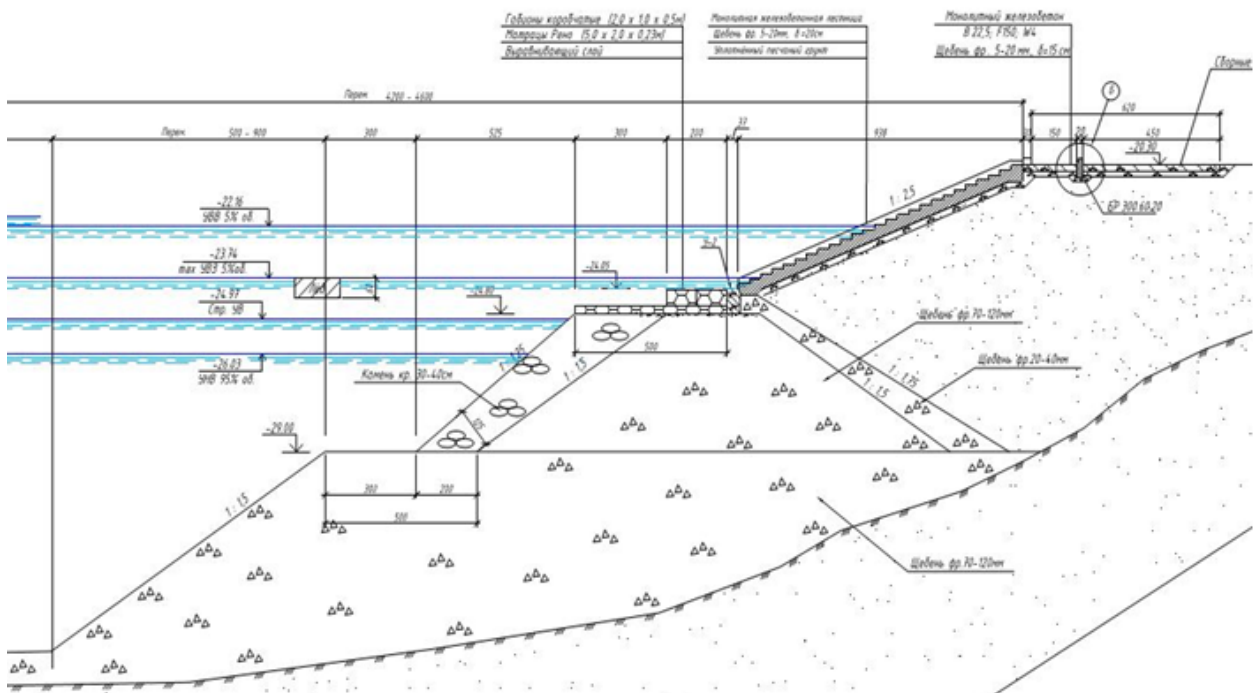 Габионы коробчатые (2,0 x 1,0 x 0,5м)
Матрацы Рено (5,0 x 2,0 x 0,23м)
Выравнивающий слой
Монолитная железобетонная лестница
Щебень фр. 5-20мм, б=20см
Уплотнённый песчаный грунт
Монолитный железобетон
В 22,5; F150; W4
Щебень фр. 5-20 мм, б=15 см
Сборные
Перем. 4200 - 4600
6
620
Перем. 500 - 900
300
525
300
200
33
938
150
20
450
-20.30
БР 300.60.20
-22.16
УВВ 5% об.
1 : 2,5
-23.74
max УВЗ 5%об.
-24.05
-24.80
-24.97
Стр. УВ
-26.03
УНВ 95% об.
500
Щебень фр.70-120мм
Щебень фр.20-40мм
Камень кр. 30-40см
1 : 1,5
1 : 1,75
1 : 1,5
105
-29.00
300
200
500
1 : 1,5
Щебень фр.70-120мм